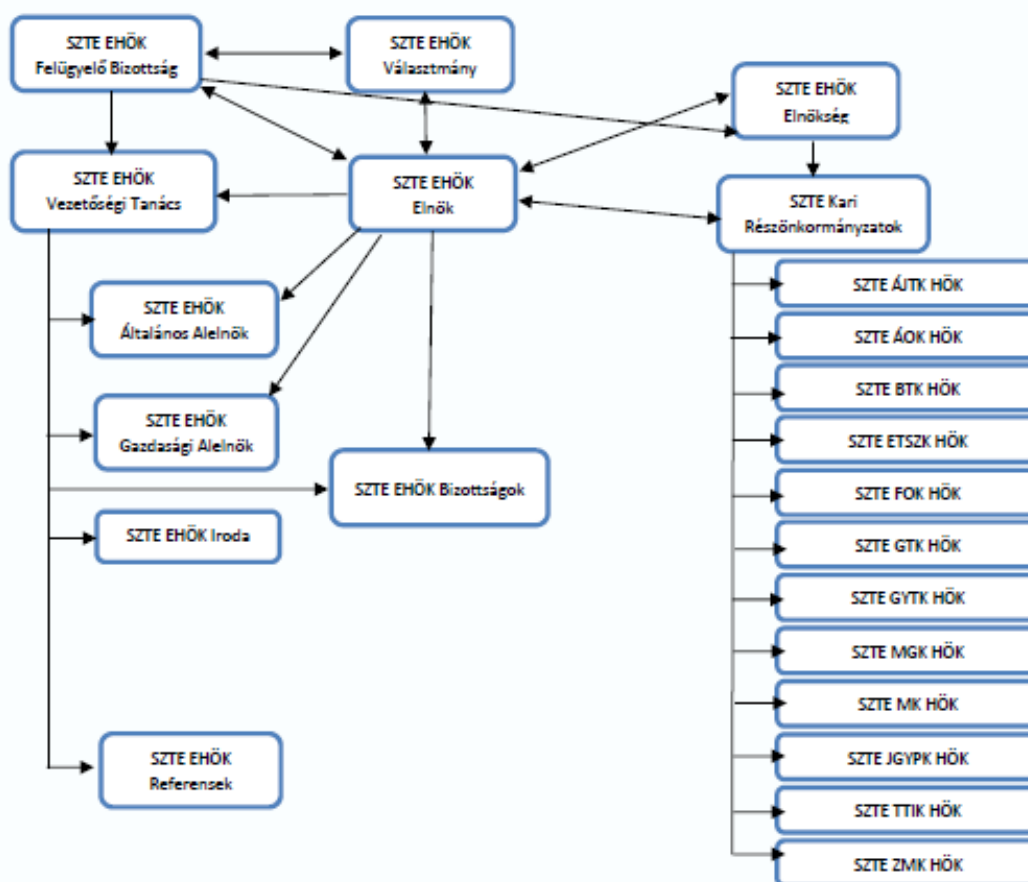 SZTE EHÖK
Felügyelő Bizottság
SZTE EHÖK
Választmány
SZTE EHÖK
Elnökség
SZTE EHÖK
Vezetőségi Tanács
SZTE EHÖK
Elnök
SZTE Kari
Részönkormányzatok
SZTE EHÖK
Általános Alelnök
SZTE EHÖK
Gazdasági Alelnök
SZTE EHÖK Bizottságok
SZTE EHÖK Iroda
SZTE EHÖK
Referensek
SZTE ÁJTK HÖK
SZTE ÁOK HÖK
SZTE BTK HÖK
SZTE ETSZK HÖK
SZTE FOK HÖK
SZTE GTK HÖK
SZTE GYTK HÖK
SZTE MGK HÖK
SZTE MK HÖK
SZTE JGYPK HÖK
SZTE TTIK HÖK
SZTE ZMK HÖK